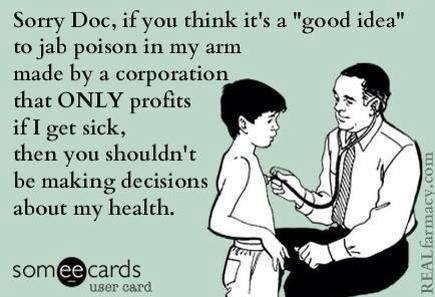 Sorry Doc, if you think it's a "good idea"
to jab poison in my arm
made by a corporation
that ONLY profits
if I get sick,
then you shouldn't
be making decisions
about my health.
someecards
user card
REALfarmacy.com